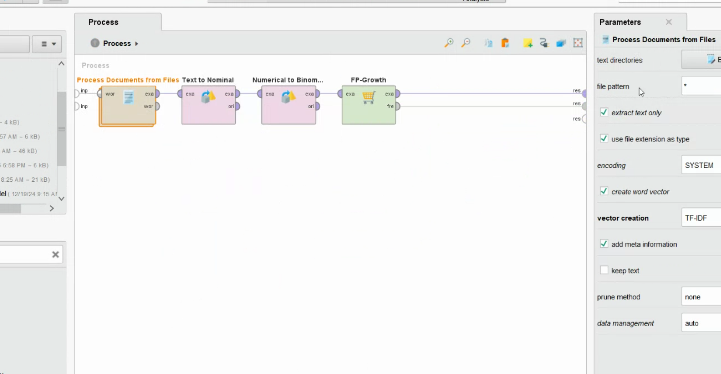 Process
Process
Process
Process Documents from Files
Text to Nominal
Numerical to Binom...
FP-Growth
inp
wor
exa
exa
exa
exa
exa
exa
exa
res
inp
wor
ori
ori
fre
res
res
4 kB)
57 AM – 6 kB)
AM – 46 kB)
5 6:58 PM – 6 kB)
8:25 AM – 21 kB)
del (12/19/24 9:15 AM
Parameters
Process Documents from Files
text directories
file pattern
*
extract text only
use file extension as type
encoding
SYSTEM
create word vector
vector creation
TF-IDF
add meta information
keep text
prune method
none
data management
auto